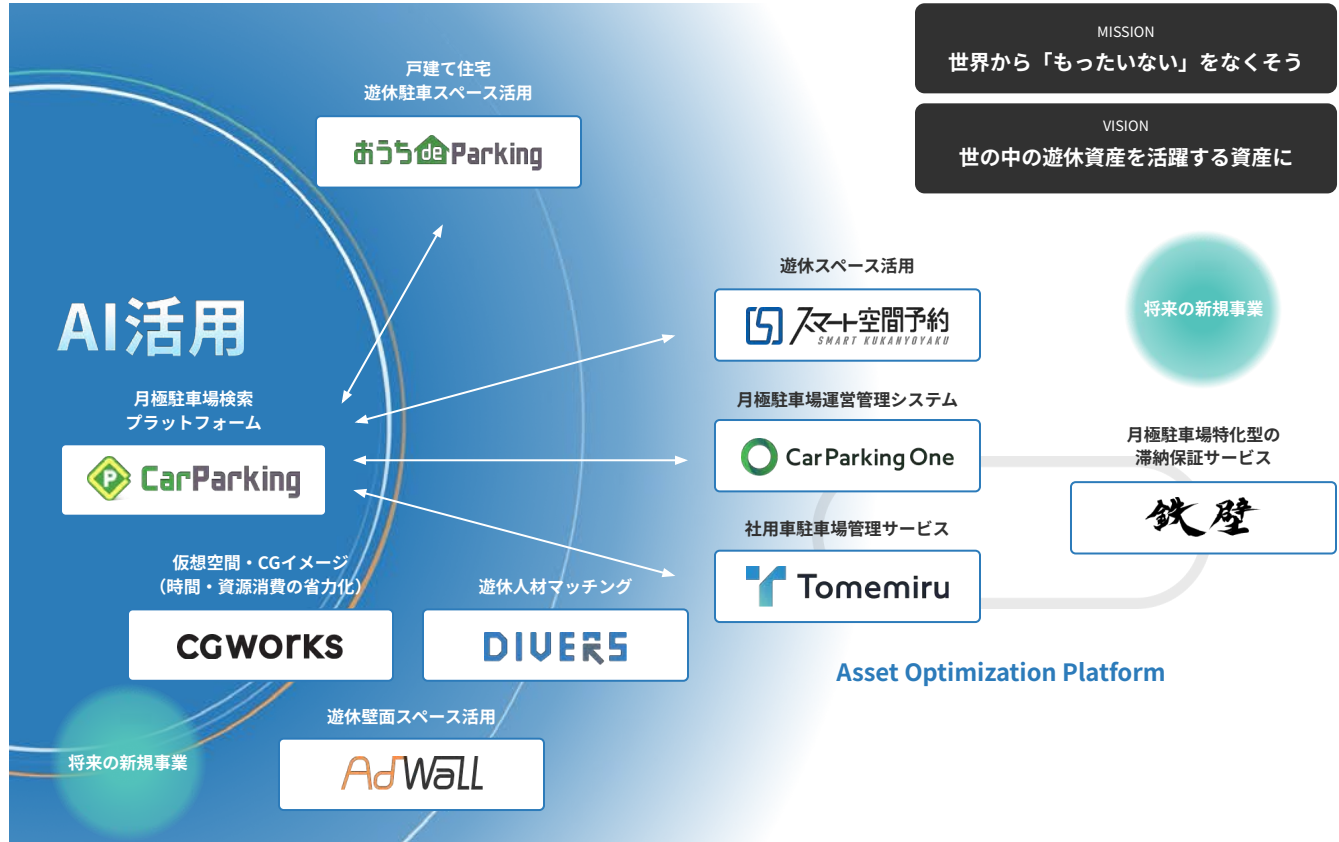 MISSION
世界から「もったいない」をなくそう
VISION
世の中の遊休資産を活躍する資産に
戸建て住宅
遊休駐車スペース活用
おうちdeParking
遊休スペース活用
スマート空間予約
SMART KUKANYOYAKU
将来の新規事業
AI活用
月極駐車場検索
プラットフォーム
P CarParking
月極駐車場運営管理システム
CarParking One
月極駐車場特化型の
滞納保証サービス
鉄壁
社用車駐車場管理サービス
Tomemiru
仮想空間・CGイメージ
（時間・資源消費の省力化）
CGWORKS
遊休人材マッチング
DIVERS
Asset Optimization Platform
遊休壁面スペース活用
AdWall
将来の新規事業